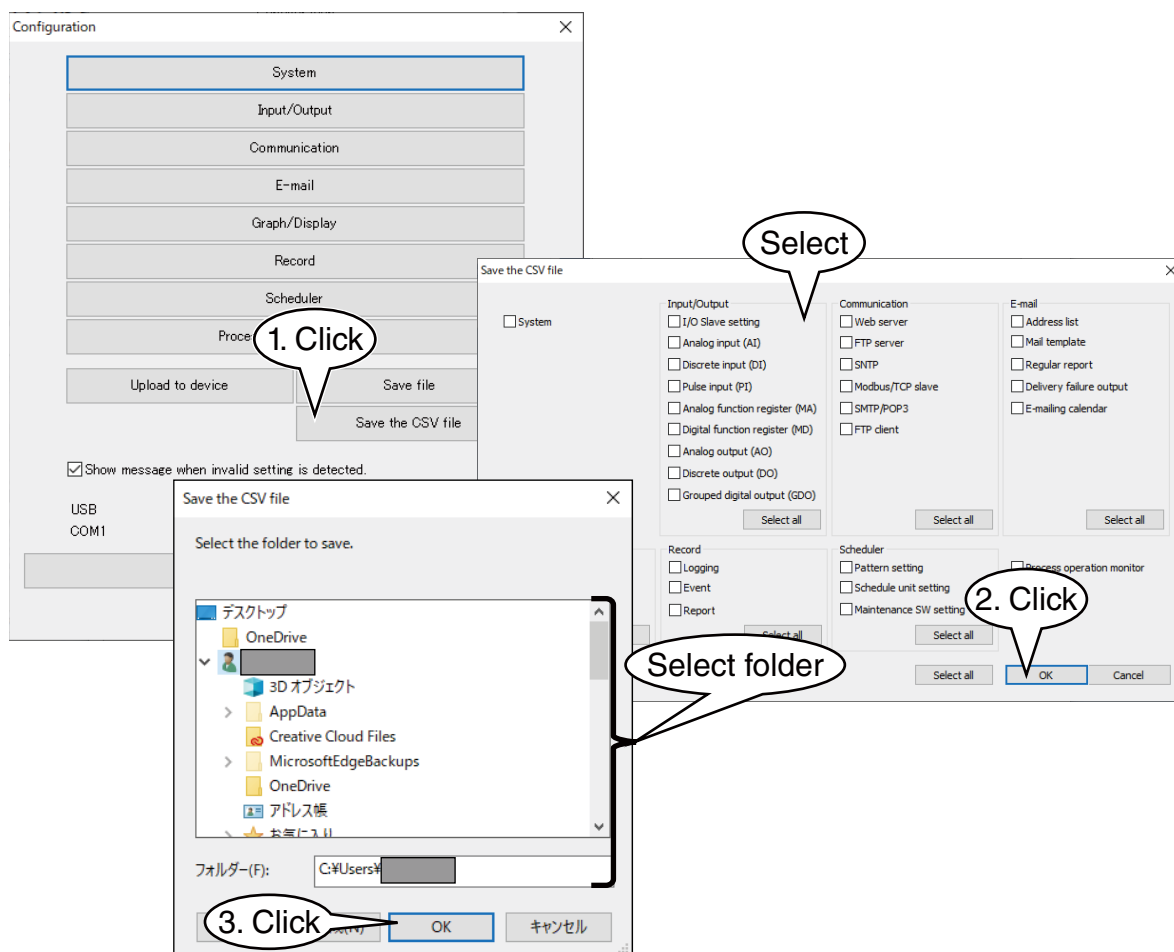 Configuration
System
Input/Output
Communication
E-mail
Graph/Display
Record
Scheduler
1. Click
Upload to device
Save file
Save the CSV file
Show message when invalid setting is detected.
USB
COM1
Select
Save the CSV file
System
Input/Output
I/O Slave setting
Analog input (AI)
Discrete input (DI)
Pulse input (PI)
Analog function register (MA)
Digital function register (MD)
Analog output (AO)
Discrete output (DO)
Grouped digital output (GDO)
Select all
Communication
Web server
FTP server
SNTP
Modbus/TCP slave
SMTP/POP3
FTP client
Select all
E-mail
Address list
Mail template
Regular report
Delivery failure output
E-mailing calendar
Select all
Record
Logging
Event
Report
Select all
Scheduler
Pattern setting
Schedule unit setting
Maintenance SW setting
Select all
Process operation monitor
2. Click
Select all
OK
Cancel
Save the CSV file
Select the folder to save.
デスクトップ
OneDrive
3D オブジェクト
AppData
Creative Cloud Files
MicrosoftEdgeBackups
OneDrive
アドレス帳
お気に入り
Select folder
フォルダー(F):
C:¥Users¥
3. Click
OK
キャンセル